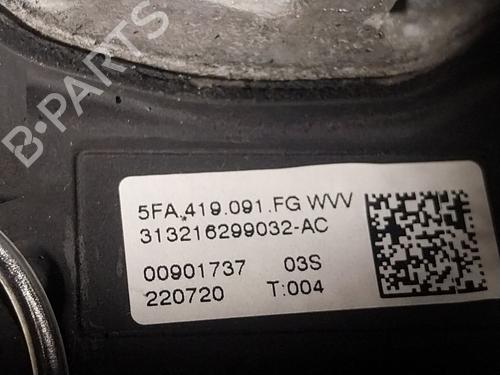 B-PARTS
5FA.419.091.FG WVV
313216299032-AC
00901737 03S
220720 T:004